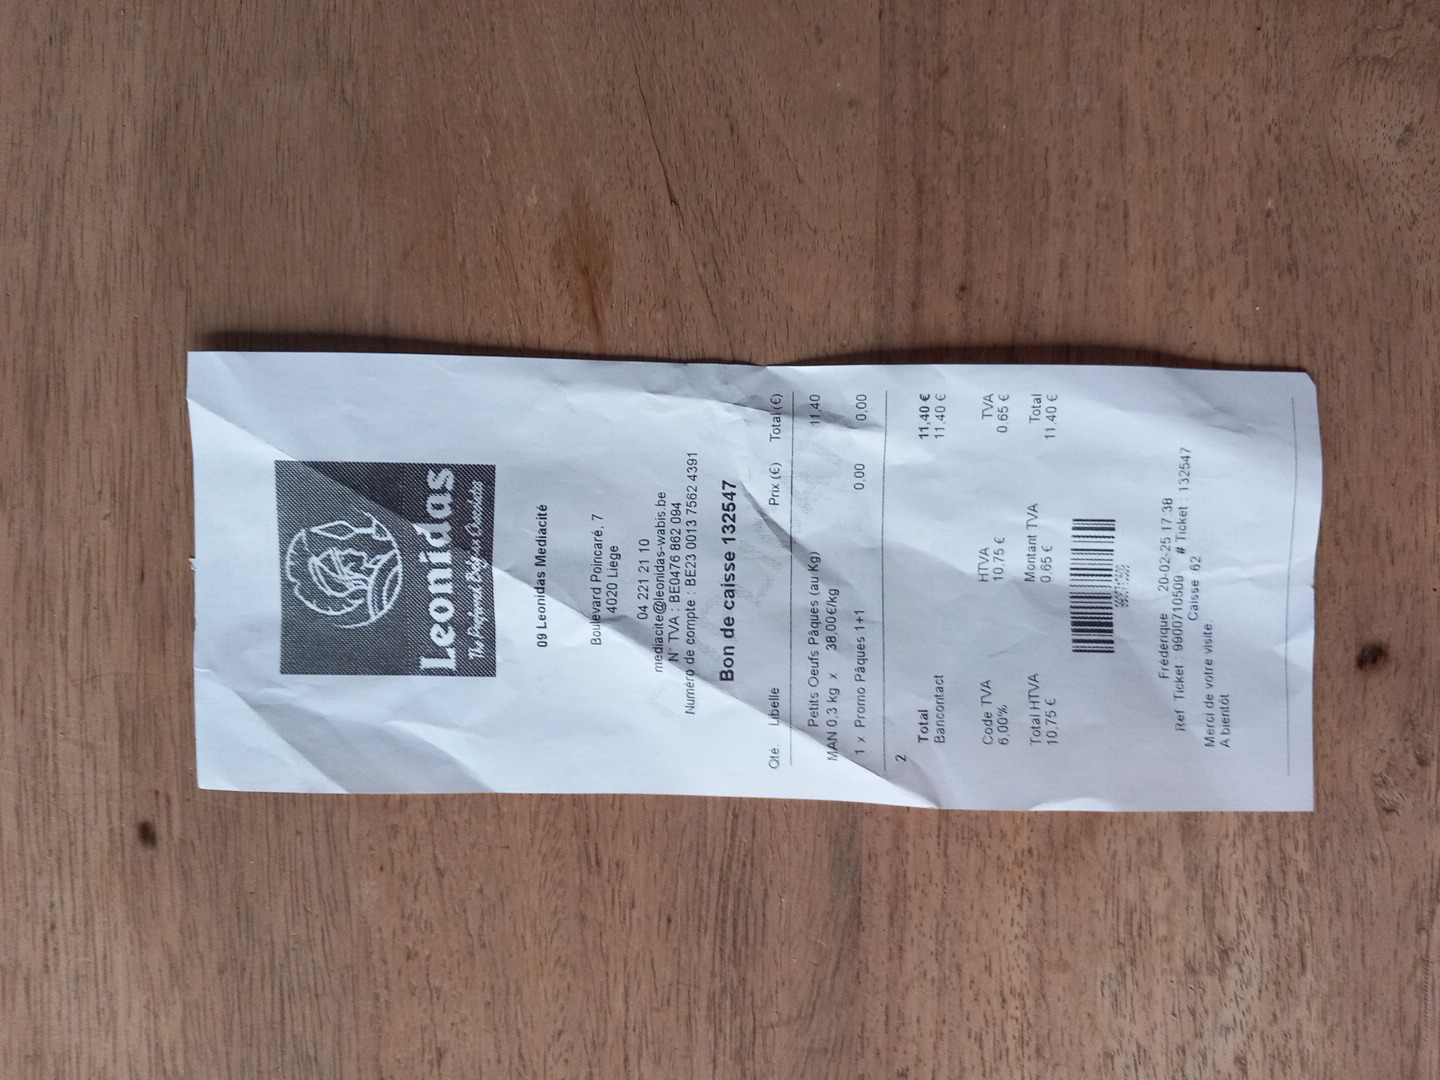 Leonidas
The Original Belgian Chocolates
09 Leonidas Mediacité
Boulevard Poincaré, 7
4020 Liege
04 221 21 10
mediacite@leonidas-wabis.be
N° TVA : BE0476 862 094
Numéro de compte : BE23 0013 7562 4391
Bon de caisse 132547
Qté. Libelle Prix (€) Total (€)
Petits Oeufs Pâques (au Kg) 11,40
MAN 0,3 kg x 38,00€/kg
1 x Promo Pâques 1+1 0,00 0,00
2
Total 11,40 €
Bancontact 11,40 €
Code TVA HTVA TVA
6,00% 10,75 € 0,65 €
Total HTVA Montant TVA Total
10,75 € 0,65 € 11,40 €
Fréderique 20-02-25 17:38
Ref Ticket : 9900710509 # Ticket : 132547
Caisse 62
Merci de votre visite
A bientôt